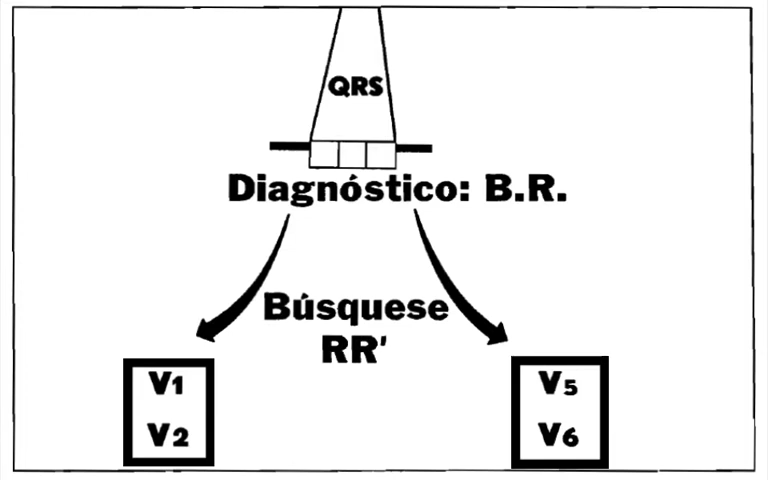 QRS
Diagnóstico: B.R.
Búsquese
RR'
V1
V2
V5
V6